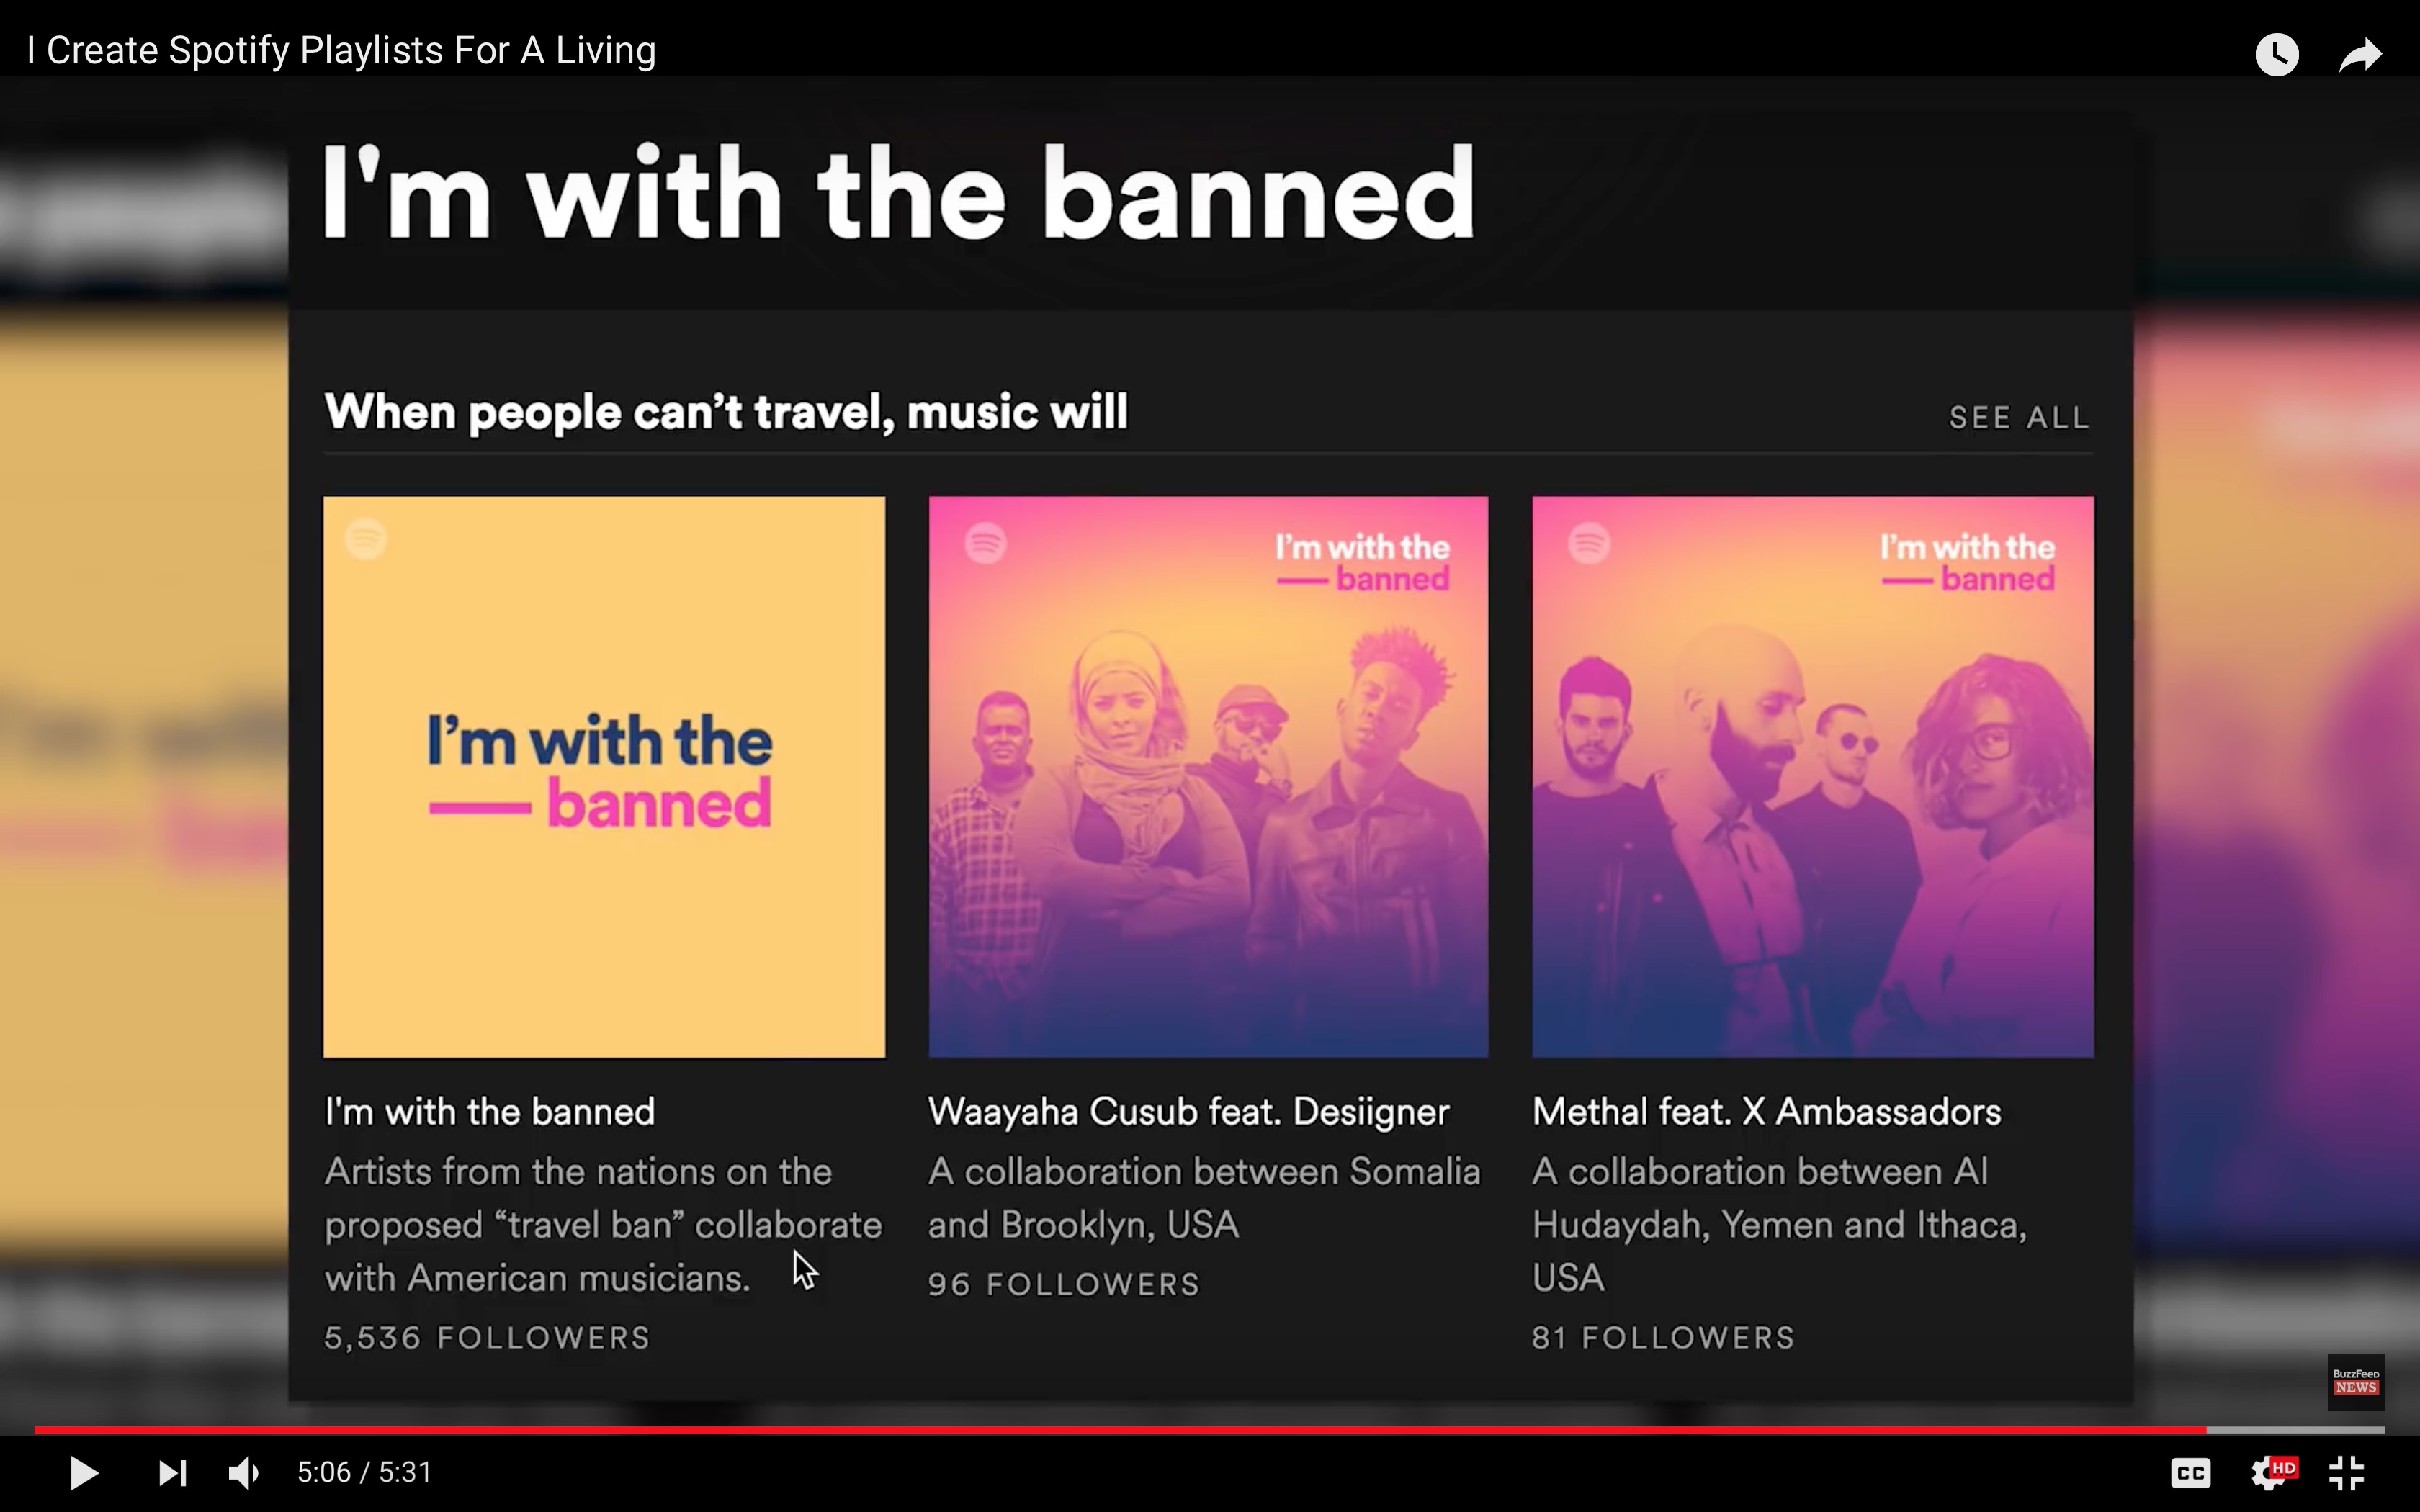 I Create Spotify Playlists For A Living
I'm with the banned
When people can’t travel, music will
SEE ALL
I’m with the
banned
I’m with the
banned
I’m with the
banned
I'm with the banned
Artists from the nations on the
proposed “travel ban” collaborate
with American musicians.
5,536 FOLLOWERS
Waayaha Cusub feat. Desiigner
A collaboration between Somalia
and Brooklyn, USA
96 FOLLOWERS
Methal feat. X Ambassadors
A collaboration between Al
Hudaydah, Yemen and Ithaca,
USA
81 FOLLOWERS
BuzzFeed
NEWS
5:06 / 5:31
CC
HD